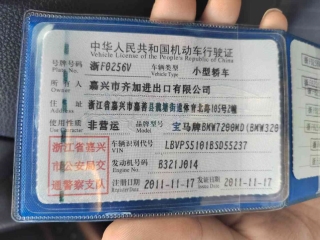 中华人民共和国机动车行驶证
Vehicle License of the People's Republic of China
号牌号码 浙F0Z56V 车辆类型 小型轿车
Plate No. Vehicle Type
所有人 嘉兴市齐加进出口有限公司
Owner
住址 浙江省嘉兴市嘉善县魏塘街道体育北路105号2幢
Address
使用性质 非营运 品牌型号 宝马牌BMW7200MD(BMW320
Use Character Model
浙江省嘉兴市公安局交通警察支队
车辆识别代号 LBVPS5101BSD55237
VIN
发动机号码 B321J014
Engine No.
注册日期 2011-11-17 发证日期 2011-11-17
Register Date Issue Date